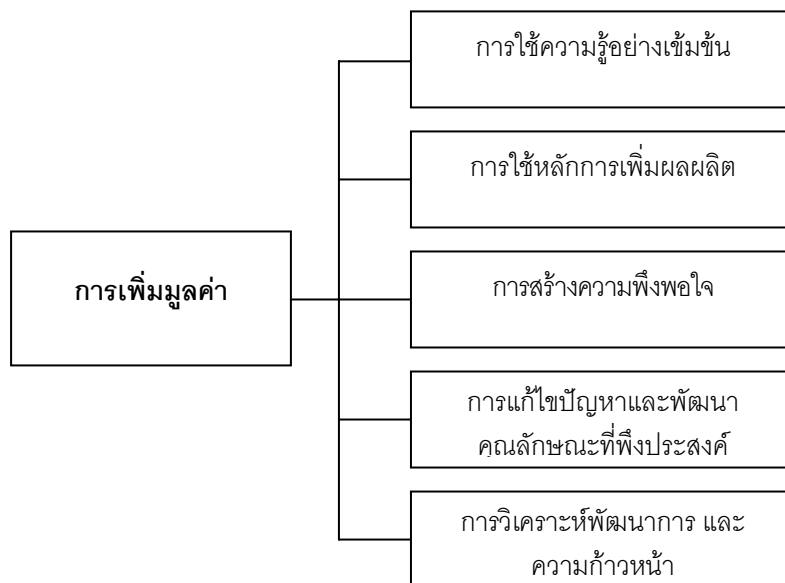 การใช้ความรู้อย่างเข้มข้น
การใช้หลักการเพิ่มผลผลิต
การเพิ่มมูลค่า
การสร้างความพึงพอใจ
การแก้ไขปัญหาและพัฒนา
คุณลักษณะที่พึงประสงค์
การวิเคราะห์พัฒนาการ และ
ความก้าวหน้า